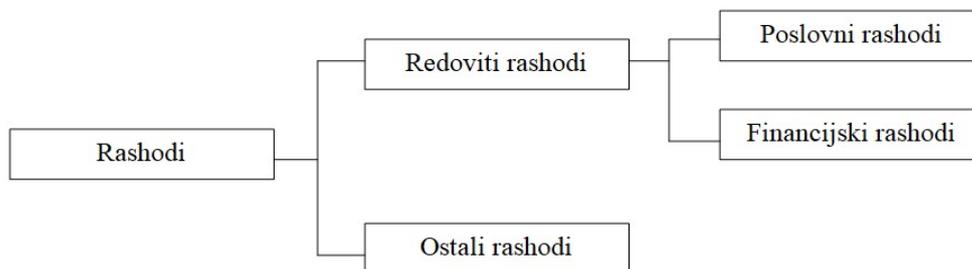 Poslovni rashodi
Redoviti rashodi
Financijski rashodi
Rashodi
Ostali rashodi